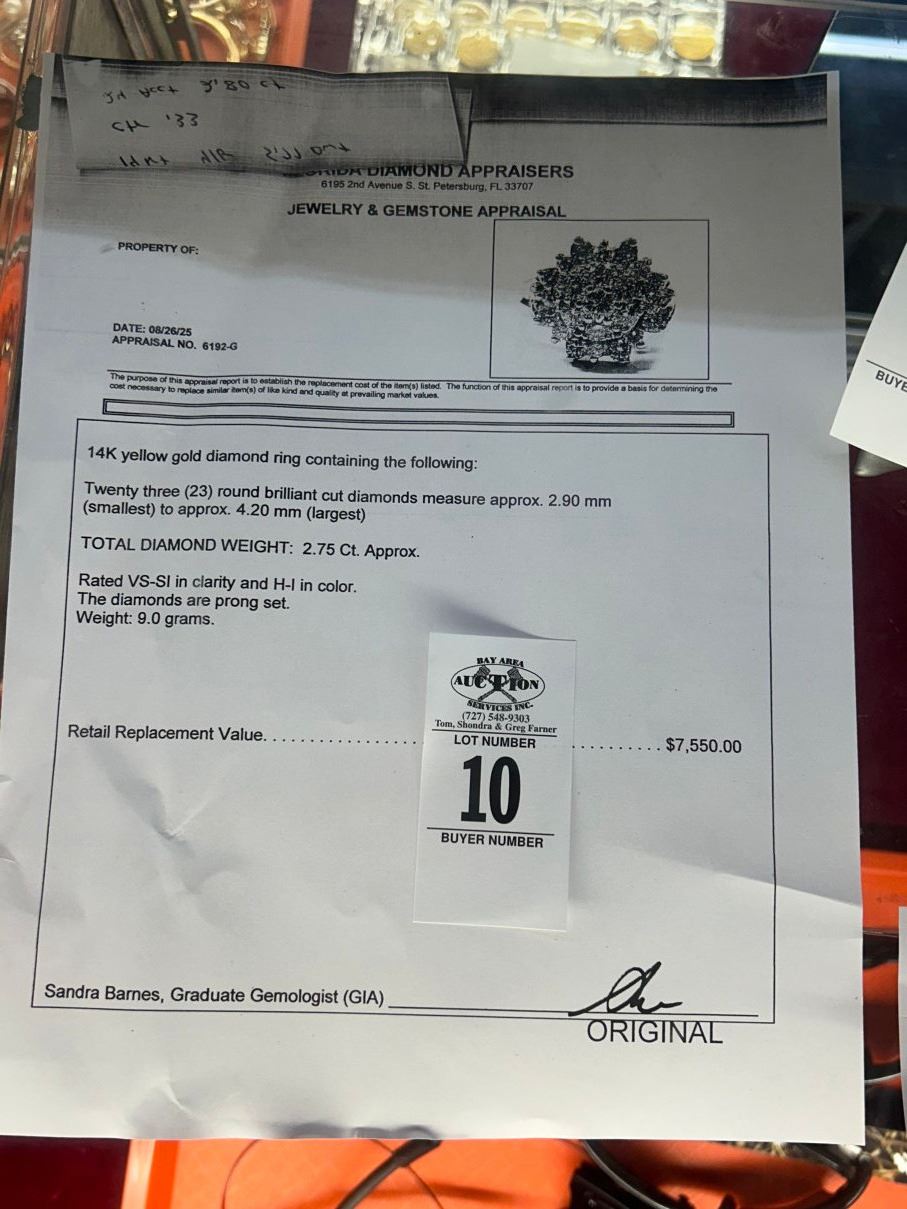 DIAMOND APPRAISERS
6195 2nd Avenue S. St. Petersburg, FL 33707
JEWELRY & GEMSTONE APPRAISAL
PROPERTY OF:
DATE: 08/26/25
APPRAISAL NO. 6192-G
The purpose of this appraisal report is to establish the replacement cost of the item(s) listed. The function of this appraisal report is to provide a basis for determining the
cost necessary to replace similar item(s) of like kind and quality at prevailing market values.
14K yellow gold diamond ring containing the following:
Twenty three (23) round brilliant cut diamonds measure approx. 2.90 mm
(smallest) to approx. 4.20 mm (largest)
TOTAL DIAMOND WEIGHT: 2.75 Ct. Approx.
Rated VS-SI in clarity and H-I in color.
The diamonds are prong set.
Weight: 9.0 grams.
BAY AREA
AUCTION
SERVICES INC.
(727) 548-9303
Tom, Shondra & Greg Farner
LOT NUMBER
10
BUYER NUMBER
Retail Replacement Value. . . . . . . . . . . . . . . . . . . . . . . . . $7,550.00
Sandra Barnes, Graduate Gemologist (GIA)
ORIGINAL
BUYE